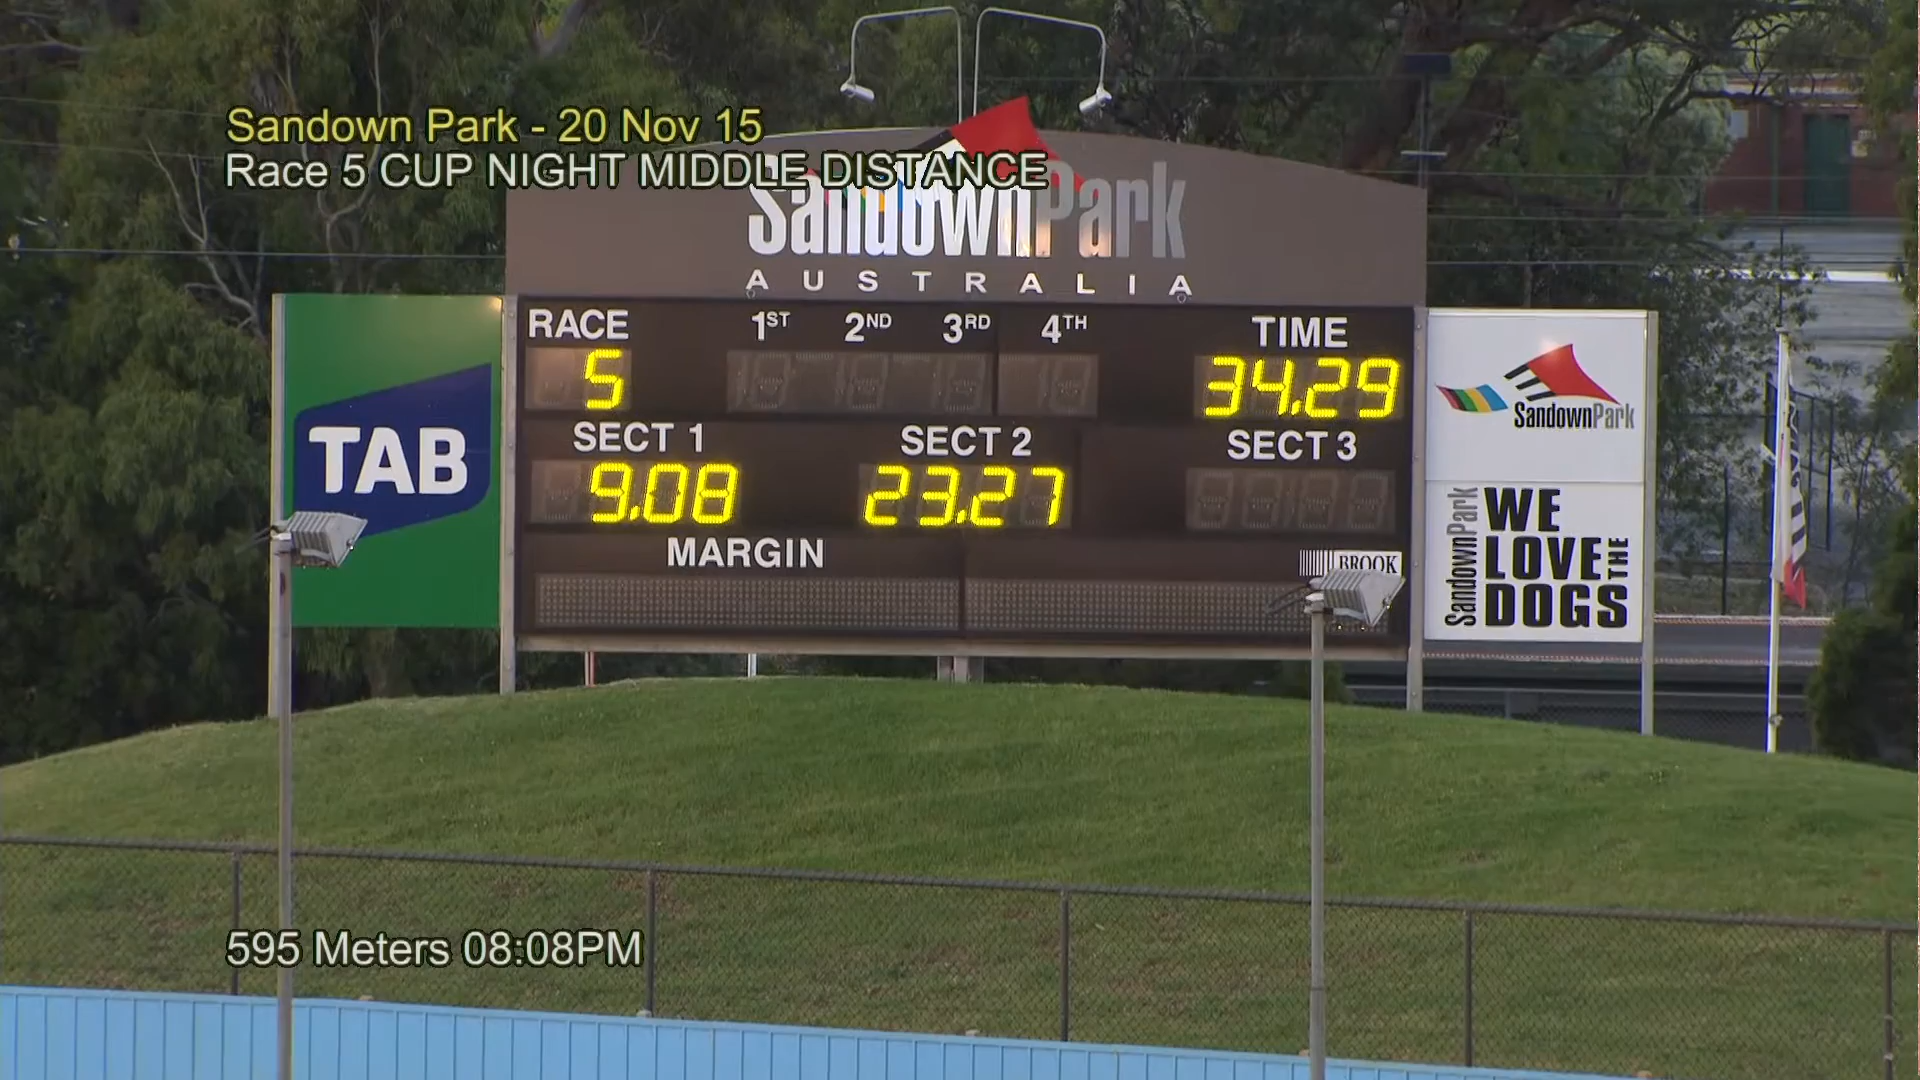 Sandown Park - 20 Nov 15
Race 5 CUP NIGHT MIDDLE DISTANCE
SandownPark
AUSTRALIA
RACE 1ST 2ND 3RD 4TH TIME
5 34.29
SECT 1 SECT 2 SECT 3
9.08 23.27
MARGIN
BROOK
TAB
SandownPark
SandownPark
WE
LOVE THE
DOGS
595 Meters 08:08PM